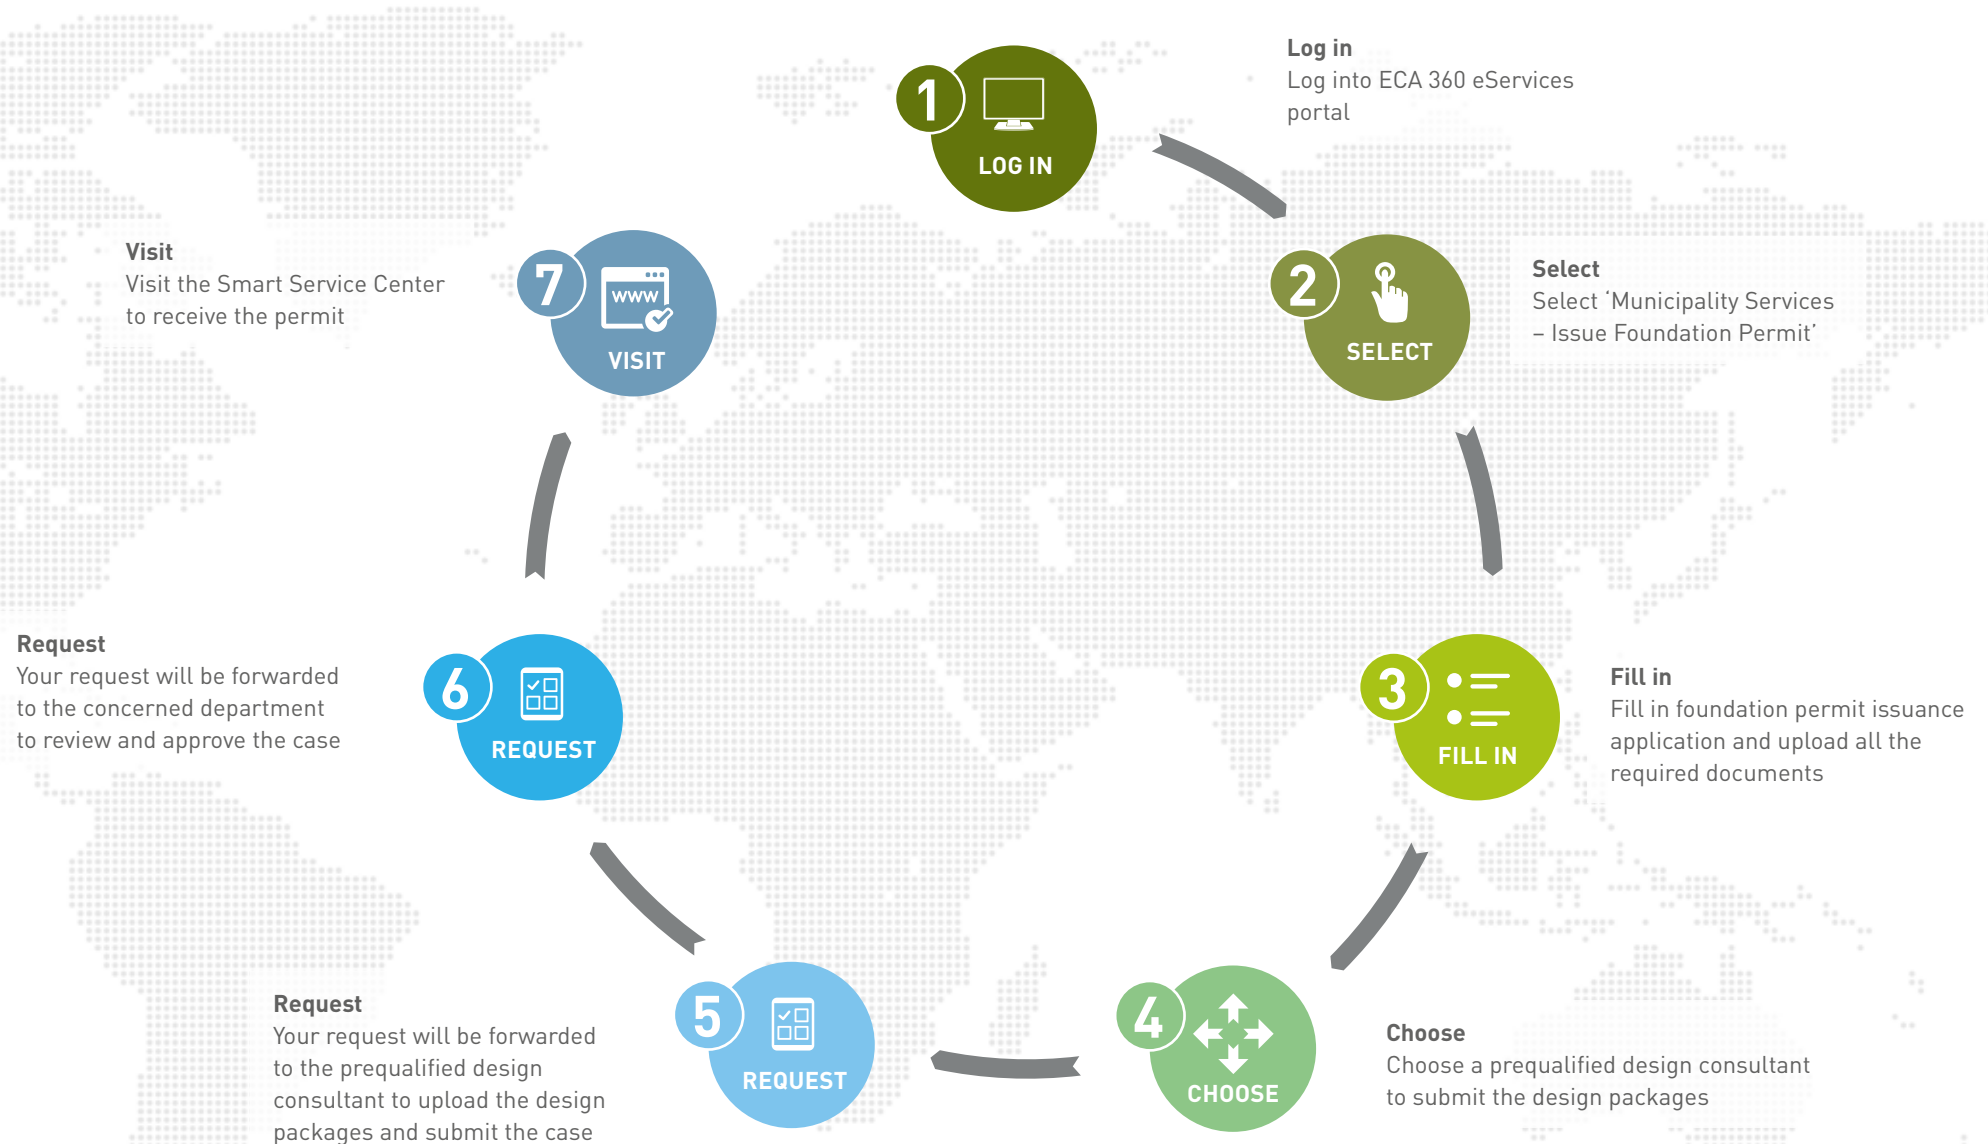 1
LOG IN
Log in
Log into ECA 360 eServices
portal
2
SELECT
Select
Select ‘Municipality Services
– Issue Foundation Permit’
3
FILL IN
Fill in
Fill in foundation permit issuance
application and upload all the
required documents
4
CHOOSE
Choose
Choose a prequalified design consultant
to submit the design packages
5
REQUEST
Request
Your request will be forwarded
to the prequalified design
consultant to upload the design
packages and submit the case
6
REQUEST
Request
Your request will be forwarded
to the concerned department
to review and approve the case
7
WWW
VISIT
Visit
Visit the Smart Service Center
to receive the permit